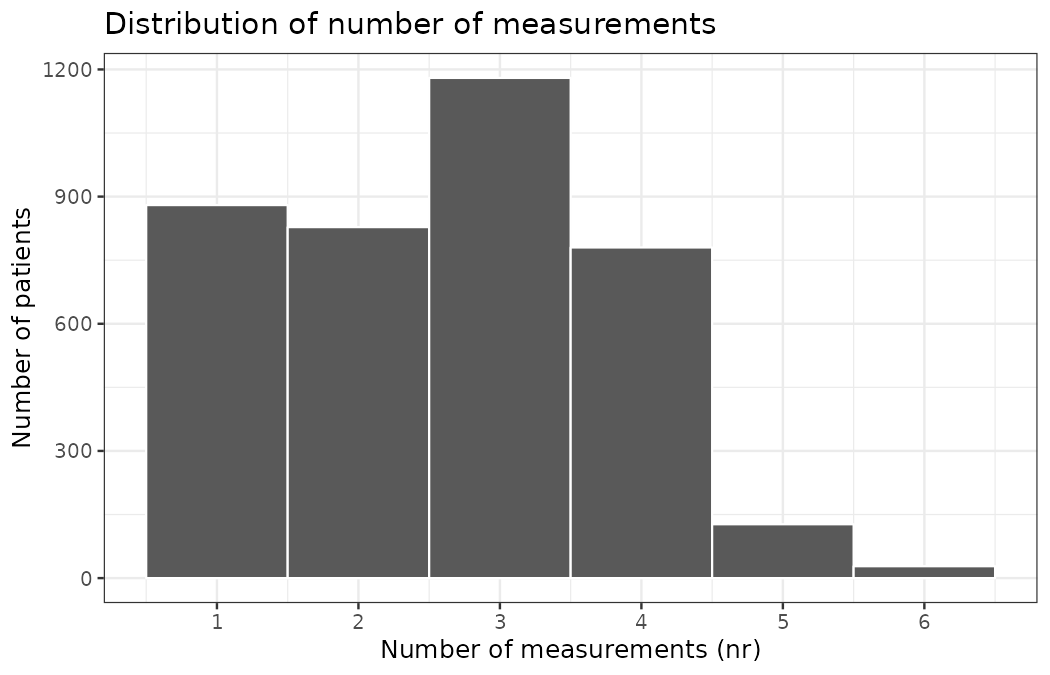 Distribution of number of measurements
1200
900
600
300
0
Number of patients
1 2 3 4 5 6
Number of measurements (nr)